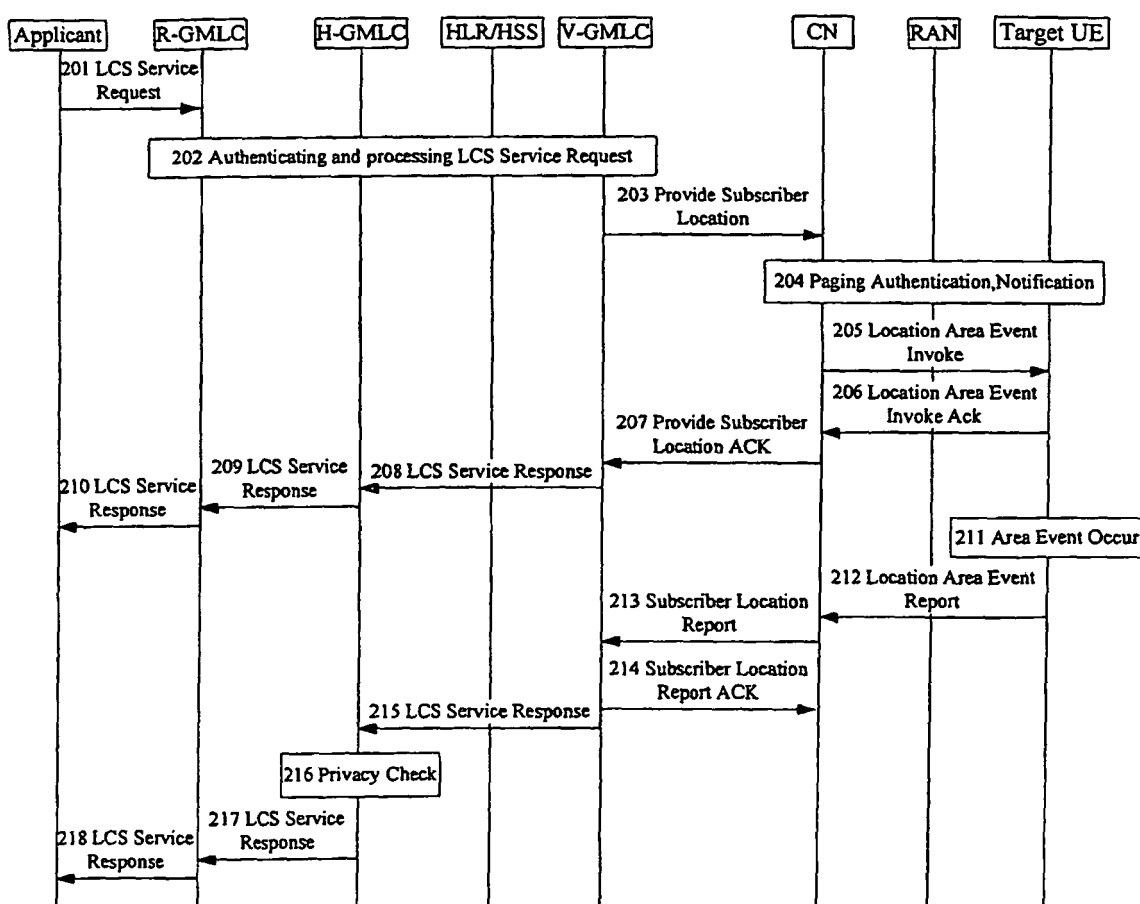 Applicant
R-GMLC
H-GMLC
HLR/HSS
V-GMLC
CN
RAN
Target UE
201 LCS Service
Request
202 Authenticating and processing LCS Service Request
203 Provide Subscriber
Location
204 Paging Authentication,Notification
205 Location Area Event
Invoke
206 Location Area Event
Invoke Ack
207 Provide Subscriber
Location ACK
208 LCS Service Response
209 LCS Service
Response
210 LCS Service
Response
211 Area Event Occur
212 Location Area Event
Report
213 Subscriber Location
Report
214 Subscriber Location
Report ACK
215 LCS Service Response
216 Privacy Check
217 LCS Service
Response
218 LCS Service
Response